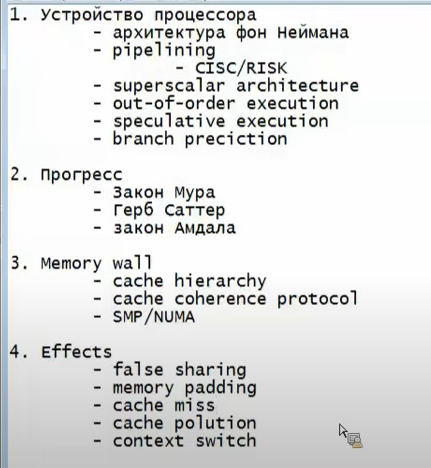 1. Устройство процессора
- архитектура фон Неймана
- pipelining
- CISC/RISK
- superscalar architecture
- out-of-order execution
- speculative execution
- branch preciction
2. Прогресс
- Закон Мура
- Герб Саттер
- закон Амдала
3. Memory wall
- cache hierarchy
- cache coherence protocol
- SMP/NUMA
4. Effects
- false sharing
- memory padding
- cache miss
- cache polution
- context switch